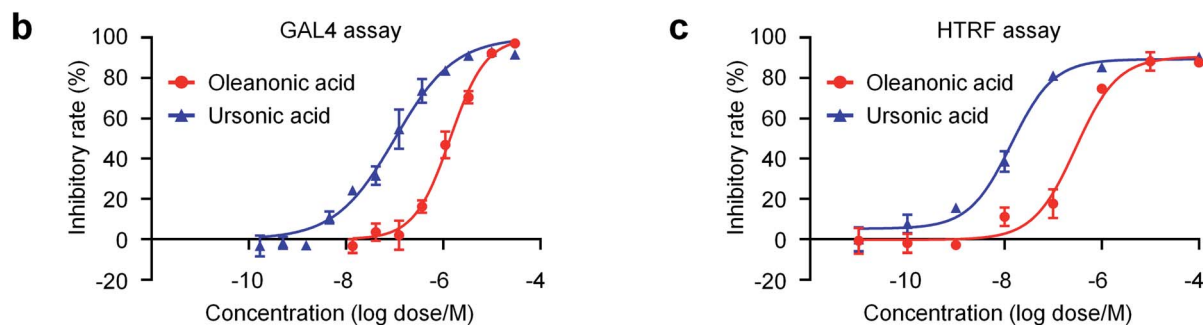 b
GAL4 assay
Inhibitory rate (%)
100
80
60
40
20
0
-20
Oleanonic acid
Ursonic acid
-10 -8 -6 -4
Concentration (log dose/M)
c
HTRF assay
Inhibitory rate (%)
100
80
60
40
20
0
-20
Oleanonic acid
Ursonic acid
-10 -8 -6 -4
Concentration (log dose/M)